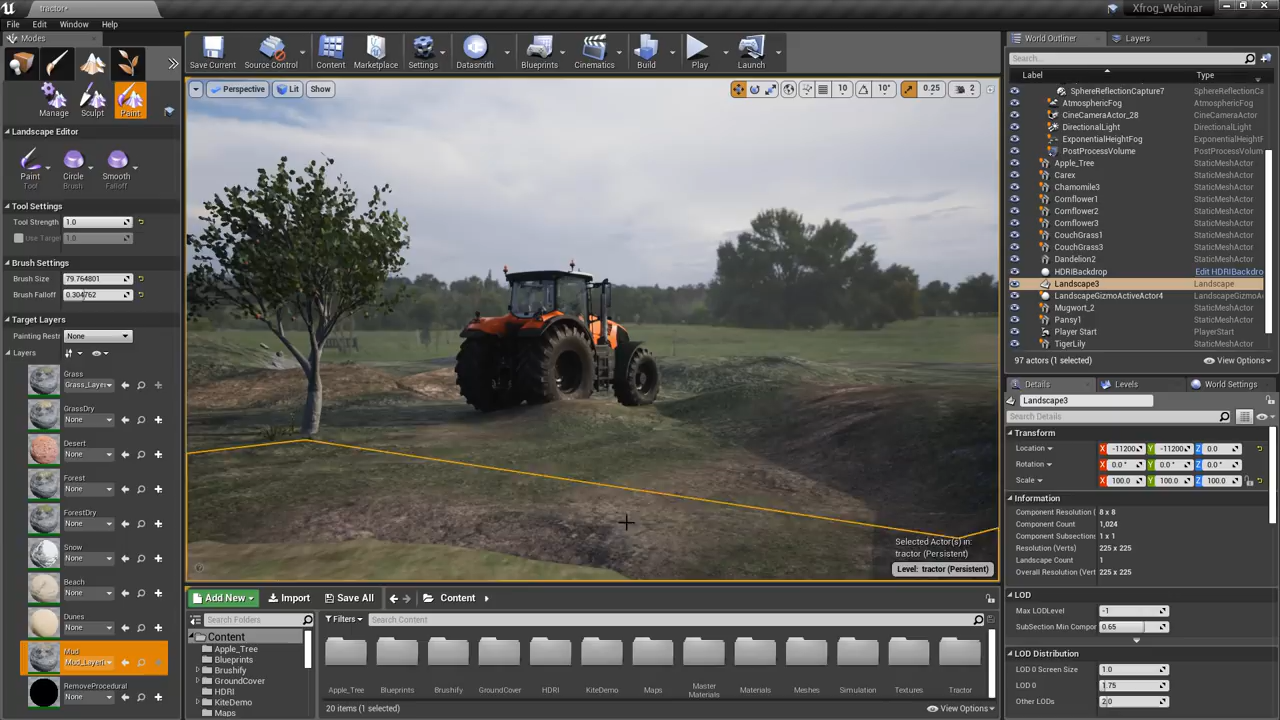 tractor*
Xfrog_Webinar
File Edit Window Help
Modes
Save Current
Source Control
Content
Marketplace
Settings
Datasmith
Blueprints
Cinematics
Build
Play
Launch
World Outliner
Layers
Search...
Label Type
SphereReflectionCapture7 SphereReflectionCa
AtmosphericFog AtmosphericFog
CineCameraActor_28 CineCameraActor
DirectionalLight DirectionalLight
ExponentialHeightFog ExponentialHeightFo
PostProcessVolume PostProcessVolum
Apple_Tree StaticMeshActor
Carex StaticMeshActor
Chamomile3 StaticMeshActor
Cornflower1 StaticMeshActor
Cornflower2 StaticMeshActor
Cornflower3 StaticMeshActor
CouchGrass1 StaticMeshActor
CouchGrass3 StaticMeshActor
Dandelion2 StaticMeshActor
HDRIBackdrop Edit HDRIBackdro
Landscape3 Landscape
LandscapeGizmoActiveActor4 LandscapeGizmoA
Mugwort_2 StaticMeshActor
Pansy1 StaticMeshActor
Player Start PlayerStart
TigerLily StaticMeshActor
97 actors (1 selected) View Options
Manage Sculpt Paint
Landscape Editor
Paint Circle Smooth
Tool Brush Falloff
Tool Settings
Tool Strength 1.0
Use Target 1.0
Brush Settings
Brush Size 79.764801
Brush Falloff 0.304762
Target Layers
Painting Restr None
Layers
Grass
Grass_Layer
GrassDry
None
Desert
None
Forest
None
ForestDry
None
Snow
None
Beach
None
Dunes
None
Mud
Mud_LayerIn
RemoveProcedural
None
Perspective Lit Show
10 10° 0.25 2
Selected Actor(s) in:
tractor (Persistent)
Level: tractor (Persistent)
Details Levels World Settings
Landscape3
Search Details
Transform
Location X -11200 Y -11200 Z 0.0
Rotation X 0.0° Y 0.0° Z 0.0°
Scale X 100.0 Y 100.0 Z 100.0
Information
Component Resolution ( 8 x 8
Component Count 1,024
Component Subsections 1 x 1
Resolution (Verts) 225 x 225
Landscape Count 1
Overall Resolution (Vert 225 x 225
LOD
Max LODLevel -1
SubSection Min Compor 0.65
LOD Distribution
LOD 0 Screen Size 1.0
LOD 0 1.75
Other LODs 2.0
Add New Import Save All Content
Search Folders
Filters Search Content
Content
Apple_Tree
Blueprints
Brushify
GroundCover
HDRI
KiteDemo
Maps
Apple_Tree Blueprints Brushify GroundCover HDRI KiteDemo Maps Master Materials Materials Meshes Simulation Textures Tractor
20 items (1 selected) View Options